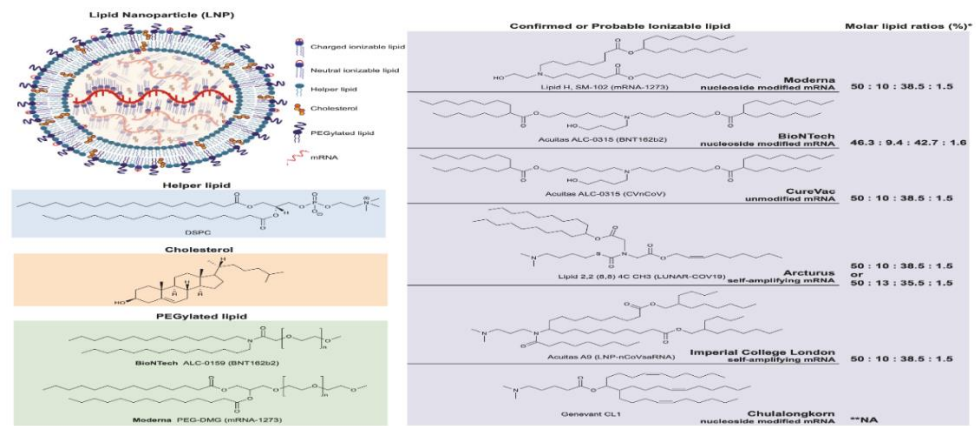 Lipid Nanoparticle (LNP)
Charged ionizable lipid
Neutral ionizable lipid
Helper lipid
Cholesterol
PEGylated lipid
mRNA
Helper lipid
DSPC
Cholesterol
HO
H
H
H
H
PEGylated lipid
BioNTech ALC-0159 (BNT162b2)
Moderna PEG-DMG (mRNA-1273)
Confirmed or Probable Ionizable lipid
Molar lipid ratios (%)*
Lipid H, SM-102 (mRNA-1273)
Moderna
nucleoside modified mRNA
50 : 10 : 38.5 : 1.5
Acuitas ALC-0315 (BNT162b2)
BioNTech
nucleoside modified mRNA
46.3 : 9.4 : 42.7 : 1.6
Acuitas ALC-0315 (CVnCoV)
CureVac
unmodified mRNA
50 : 10 : 38.5 : 1.5
Lipid 2,2 (8,8) 4C CH3 (LUNAR-COV19)
Arcturus
self-amplifying mRNA
50 : 10 : 38.5 : 1.5
or
50 : 13 : 35.5 : 1.5
Acuitas A9 (LNP-nCoVsaRNA)
Imperial College London
self-amplifying mRNA
50 : 10 : 38.5 : 1.5
Genevant CL1
Chulalongkorn
nucleoside modified mRNA
**NA